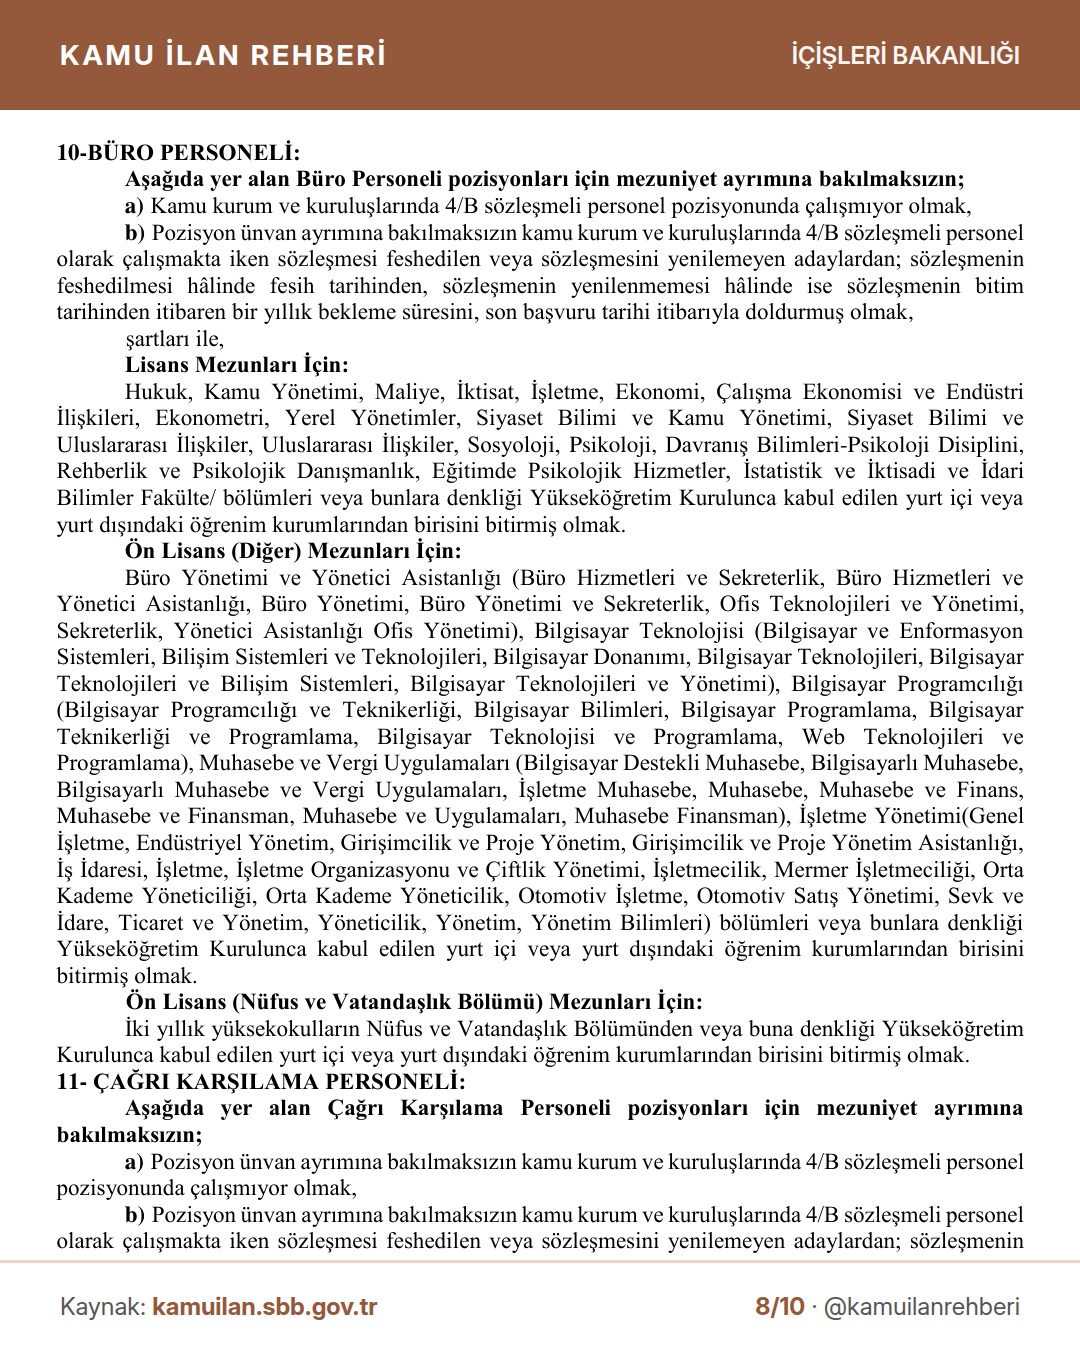 KAMU İLAN REHBERİ
İÇİŞLERİ BAKANLIĞI
10-BÜRO PERSONELİ:
Aşağıda yer alan Büro Personeli pozisyonları için mezuniyet ayrımına bakılmaksızın;
a) Kamu kurum ve kuruluşlarında 4/B sözleşmeli personel pozisyonunda çalışmıyor olmak,
b) Pozisyon ünvan ayrımına bakılmaksızın kamu kurum ve kuruluşlarında 4/B sözleşmeli personel
olarak çalışmakta iken sözleşmesi feshedilen veya sözleşmesini yenilemeyen adaylardan; sözleşmenin
feshedilmesi hâlinde fesih tarihinden, sözleşmenin yenilenmemesi hâlinde ise sözleşmenin bitim
tarihinden itibaren bir yıllık bekleme süresini, son başvuru tarihi itibarıyla doldurmuş olmak,
şartları ile,
Lisans Mezunları İçin:
Hukuk, Kamu Yönetimi, Maliye, İktisat, İşletme, Ekonomi, Çalışma Ekonomisi ve Endüstri
İlişkileri, Ekonometri, Yerel Yönetimler, Siyaset Bilimi ve Kamu Yönetimi, Siyaset Bilimi ve
Uluslararası İlişkiler, Uluslararası İlişkiler, Sosyoloji, Psikoloji, Davranış Bilimleri-Psikoloji Disiplini,
Rehberlik ve Psikolojik Danışmanlık, Eğitimde Psikolojik Hizmetler, İstatistik ve İktisadi ve İdari
Bilimler Fakülte/ bölümleri veya bunlara denkliği Yükseköğretim Kurulunca kabul edilen yurt içi veya
yurt dışındaki öğrenim kurumlarından birisini bitirmiş olmak.
Ön Lisans (Diğer) Mezunları İçin:
Büro Yönetimi ve Yönetici Asistanlığı (Büro Hizmetleri ve Sekreterlik, Büro Hizmetleri ve
Yönetici Asistanlığı, Büro Yönetimi, Büro Yönetimi ve Sekreterlik, Ofis Teknolojileri ve Yönetimi,
Sekreterlik, Yönetici Asistanlığı Ofis Yönetimi), Bilgisayar Teknolojisi (Bilgisayar ve Enformasyon
Sistemleri, Bilişim Sistemleri ve Teknolojileri, Bilgisayar Donanımı, Bilgisayar Teknolojileri, Bilgisayar
Teknolojileri ve Bilişim Sistemleri, Bilgisayar Teknolojileri ve Yönetimi), Bilgisayar Programcılığı
(Bilgisayar Programcılığı ve Teknikerliği, Bilgisayar Bilimleri, Bilgisayar Programlama, Bilgisayar
Teknikerliği ve Programlama, Bilgisayar Teknolojisi ve Programlama, Web Teknolojileri ve
Programlama), Muhasebe ve Vergi Uygulamaları (Bilgisayar Destekli Muhasebe, Bilgisayarlı Muhasebe,
Bilgisayarlı Muhasebe ve Vergi Uygulamaları, İşletme Muhasebe, Muhasebe, Muhasebe ve Finans,
Muhasebe ve Finansman, Muhasebe ve Uygulamaları, Muhasebe Finansman), İşletme Yönetimi(Genel
İşletme, Endüstriyel Yönetim, Girişimcilik ve Proje Yönetim, Girişimcilik ve Proje Yönetim Asistanlığı,
İş İdaresi, İşletme, İşletme Organizasyonu ve Çiftlik Yönetimi, İşletmecilik, Mermer İşletmeciliği, Orta
Kademe Yöneticiliği, Orta Kademe Yöneticilik, Otomotiv İşletme, Otomotiv Satış Yönetimi, Sevk ve
İdare, Ticaret ve Yönetim, Yöneticilik, Yönetim, Yönetim Bilimleri) bölümleri veya bunlara denkliği
Yükseköğretim Kurulunca kabul edilen yurt içi veya yurt dışındaki öğrenim kurumlarından birisini
bitirmiş olmak.
Ön Lisans (Nüfus ve Vatandaşlık Bölümü) Mezunları İçin:
İki yıllık yüksekokulların Nüfus ve Vatandaşlık Bölümünden veya buna denkliği Yükseköğretim
Kurulunca kabul edilen yurt içi veya yurt dışındaki öğrenim kurumlarından birisini bitirmiş olmak.
11- ÇAĞRI KARŞILAMA PERSONELİ:
Aşağıda yer alan Çağrı Karşılama Personeli pozisyonları için mezuniyet ayrımına
bakılmaksızın;
a) Pozisyon ünvan ayrımına bakılmaksızın kamu kurum ve kuruluşlarında 4/B sözleşmeli personel
pozisyonunda çalışmıyor olmak,
b) Pozisyon ünvan ayrımına bakılmaksızın kamu kurum ve kuruluşlarında 4/B sözleşmeli personel
olarak çalışmakta iken sözleşmesi feshedilen veya sözleşmesini yenilemeyen adaylardan; sözleşmenin
Kaynak: kamuilan.sbb.gov.tr
8/10 · @kamuilanrehberi